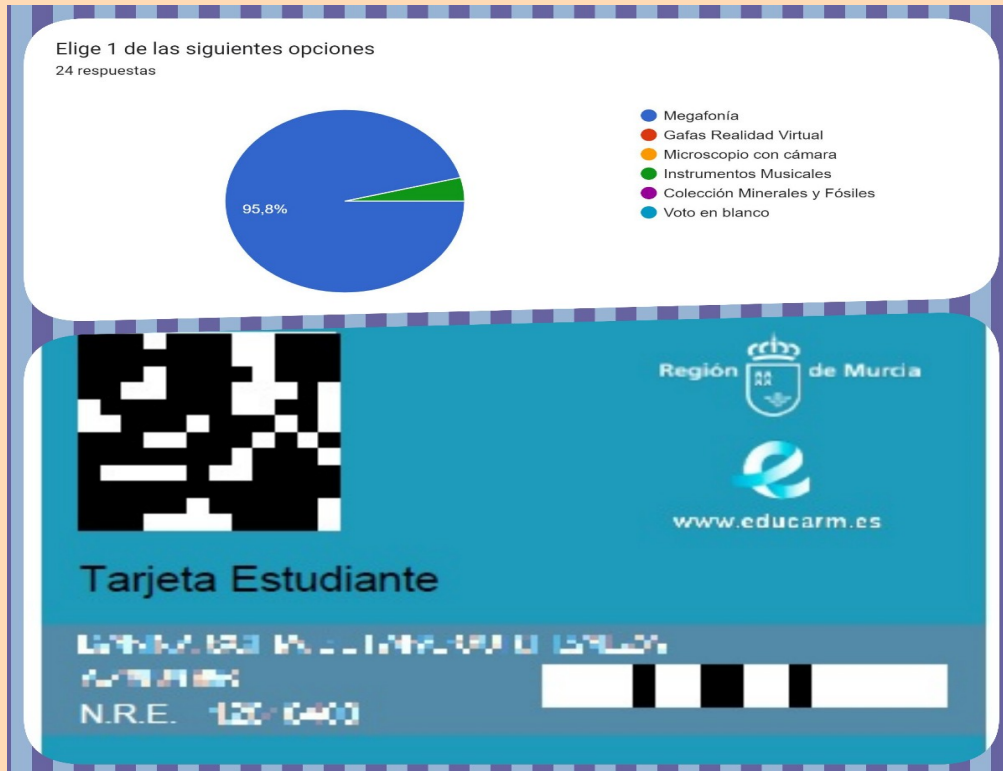 Elige 1 de las siguientes opciones
24 respuestas
95,8%
Megafonía
Gafas Realidad Virtual
Microscopio con cámara
Instrumentos Musicales
Colección Minerales y Fósiles
Voto en blanco
Región de Murcia
www.educarm.es
Tarjeta Estudiante
N.R.E.